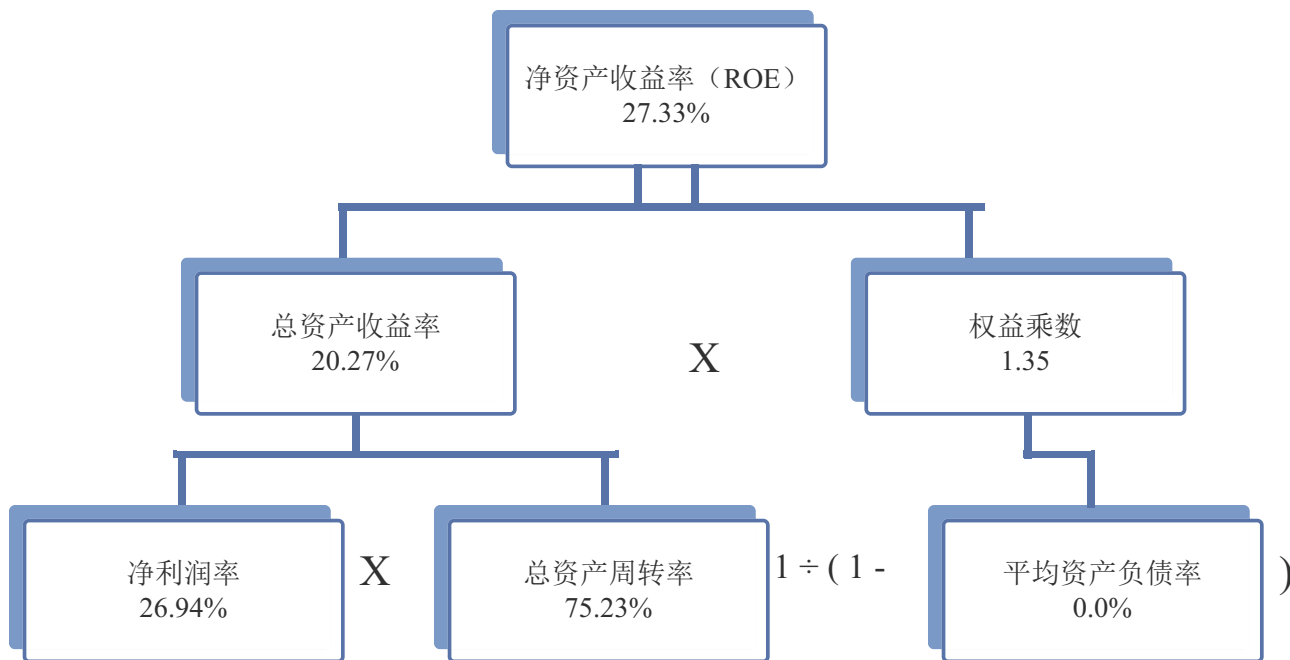 净资产收益率（ROE）
27.33%
总资产收益率
20.27%
X
权益乘数
1.35
净利润率
26.94%
X
总资产周转率
75.23%
1 ÷ ( 1 -
平均资产负债率
0.0%
)